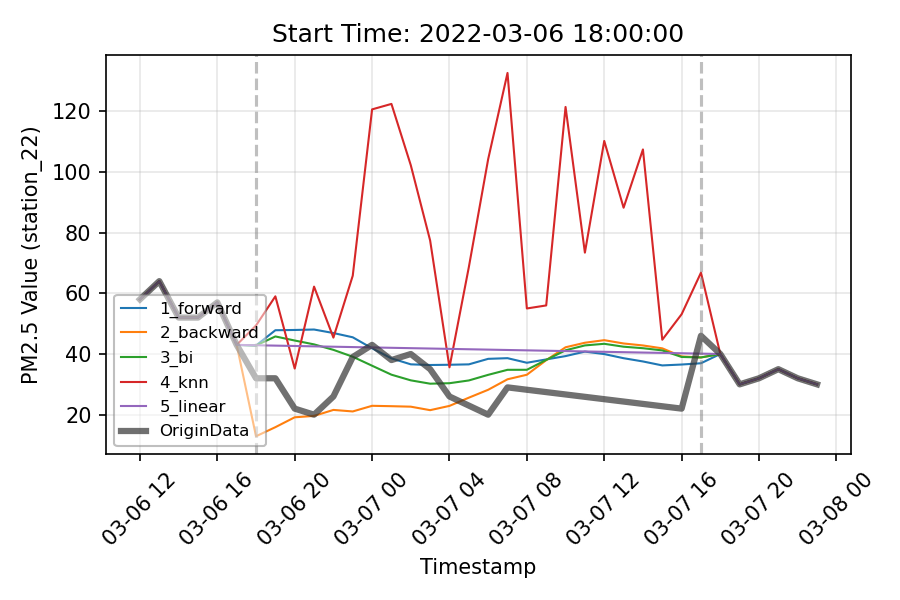 Start Time: 2022-03-06 18:00:00
PM2.5 Value (station_22)
120
100
80
60
40
20
1_forward
2_backward
3_bi
4_knn
5_linear
OriginData
03-06 12
03-06 16
03-06 20
03-07 00
03-07 04
03-07 08
03-07 12
03-07 16
03-07 20
03-08 00
Timestamp